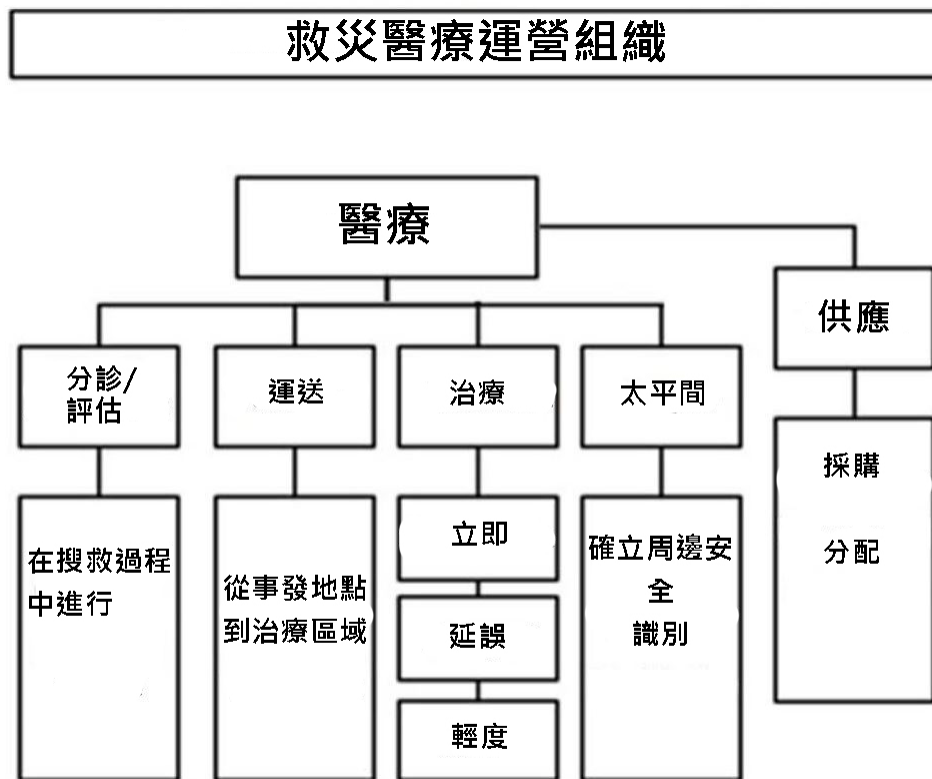 救災醫療運營組織
醫療
供應
分診/
評估
運送
治療
太平間
採購
分配
在搜救過程
中進行
從事發地點
到治療區域
立即
延誤
輕度
確立周邊安
全
識別